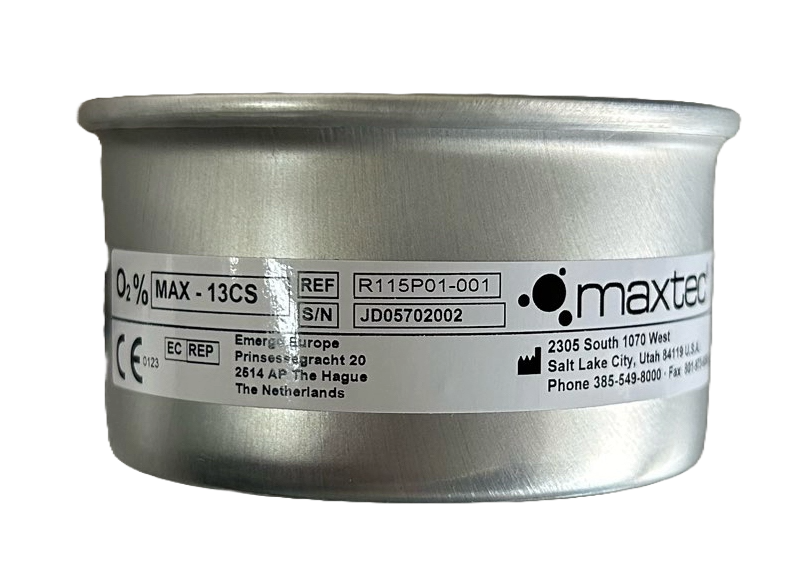 O2% MAX - 13CS
REF R115P01-001
S/N JD05702002
maxtec
CE 0123
EC REP
Emergo Europe
Prinsessegracht 20
2514 AP The Hague
The Netherlands
2305 South 1070 West
Salt Lake City, Utah 84119 U.S.A.
Phone 385-549-8000 · Fax